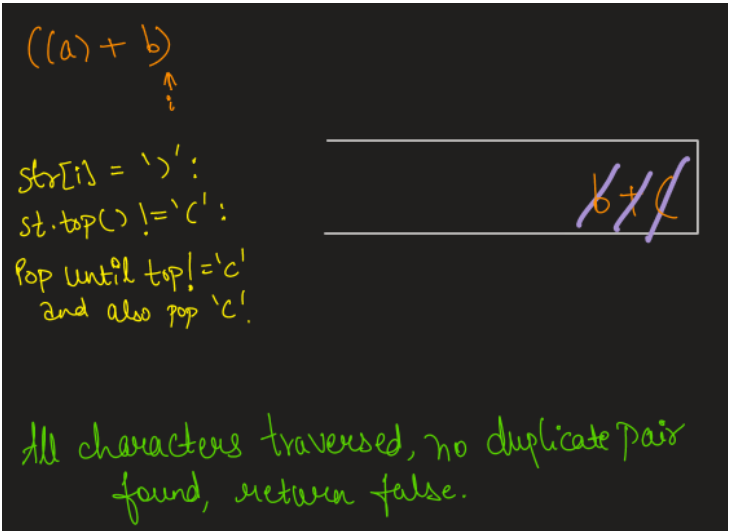 ((a) + b)
i
str[i] = ')':
st.top() != '(':
Pop until top != '('
and also pop '('.
b + (
All characters traversed, no duplicate pair
found, return false.